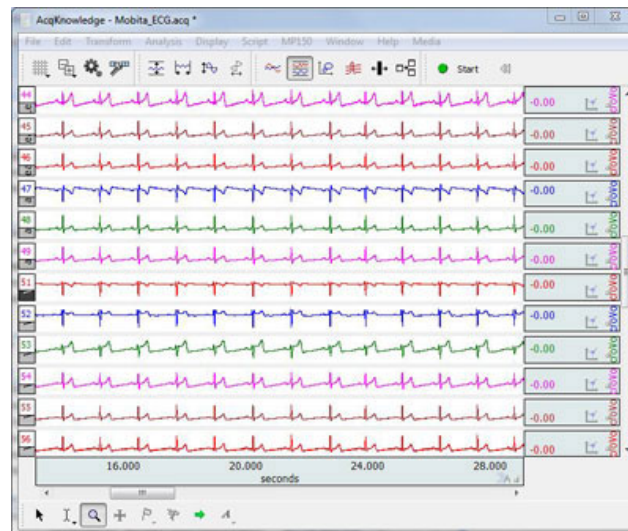 AcqKnowledge - Mobita_ECG.acq *
File Edit Transform Analysis Display Script MP150 Window Help Media
Start
44 -0.00
45 -0.00
46 -0.00
47 -0.00
48 -0.00
49 -0.00
51 -0.00
52 -0.00
53 -0.00
54 -0.00
55 -0.00
56 -0.00
16.000 20.000 24.000 28.000
seconds